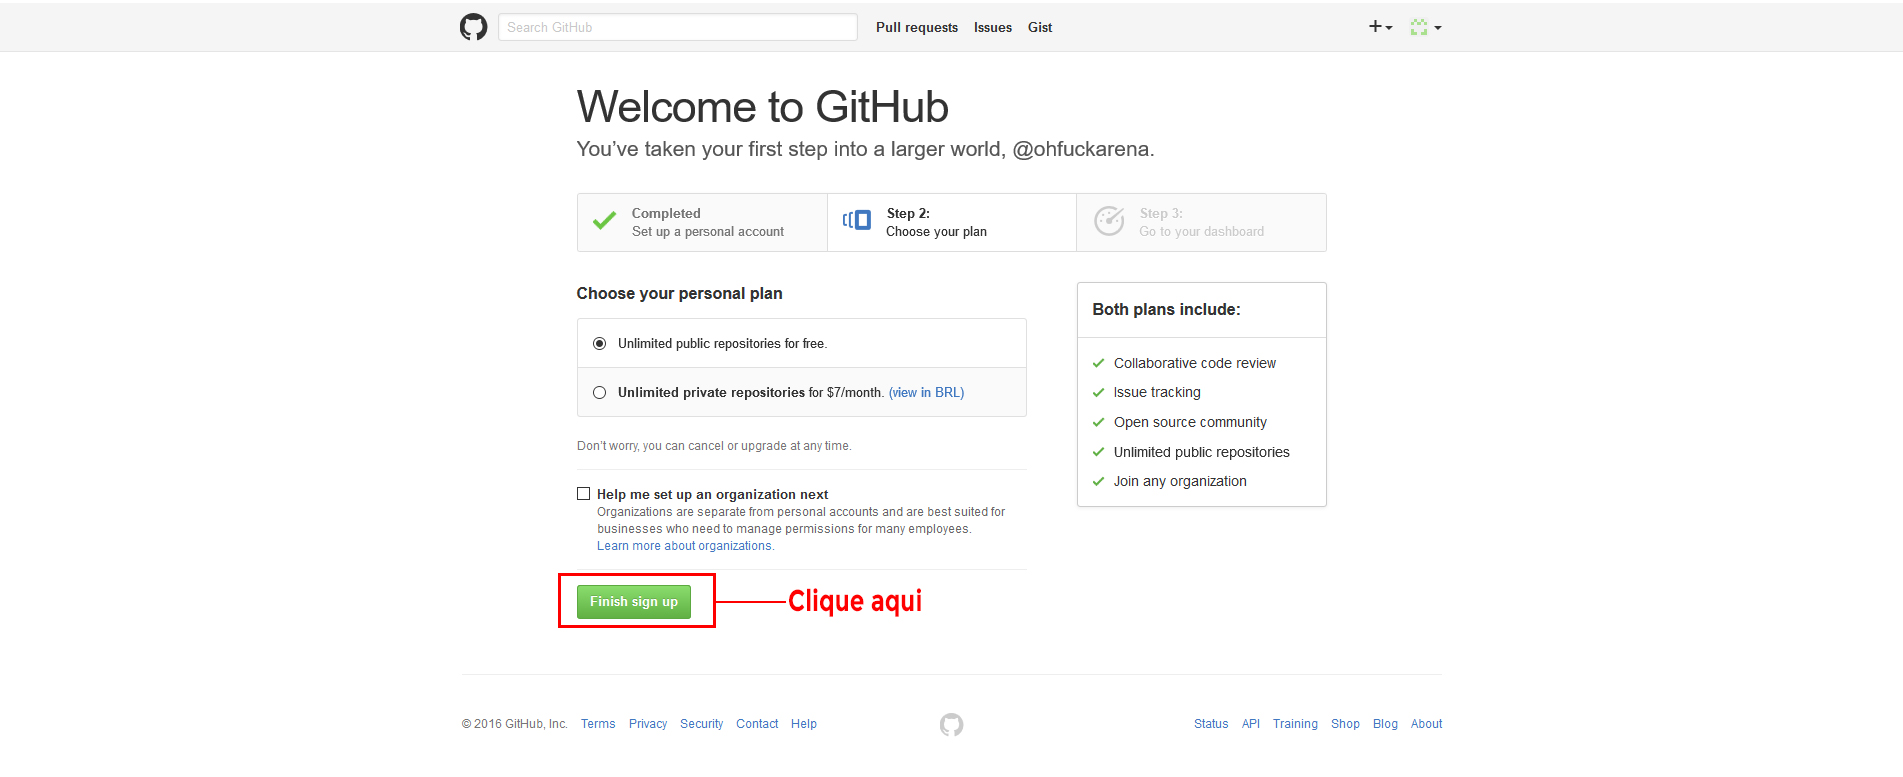 Search GitHub
Pull requests
Issues
Gist
Welcome to GitHub
You've taken your first step into a larger world, @ohfuckarena.
Completed
Set up a personal account
Step 2:
Choose your plan
Step 3:
Go to your dashboard
Choose your personal plan
Unlimited public repositories for free.
Unlimited private repositories for $7/month. (view in BRL)
Don't worry, you can cancel or upgrade at any time.
Help me set up an organization next
Organizations are separate from personal accounts and are best suited for
businesses who need to manage permissions for many employees.
Learn more about organizations.
Finish sign up
Clique aqui
Both plans include:
Collaborative code review
Issue tracking
Open source community
Unlimited public repositories
Join any organization
© 2016 GitHub, Inc. Terms Privacy Security Contact Help
Status API Training Shop Blog About